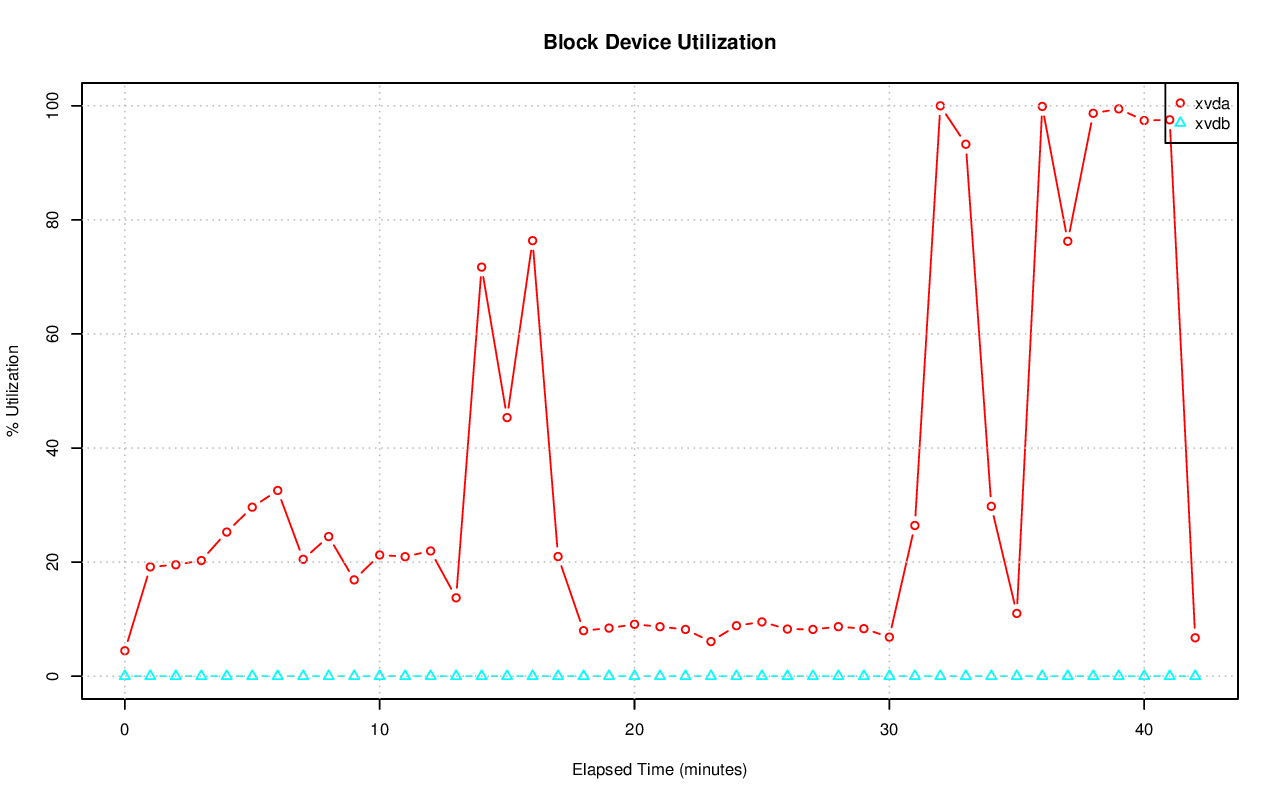 Block Device Utilization
xvda
xvdb
% Utilization
100
80
60
40
20
0
0 10 20 30 40
Elapsed Time (minutes)